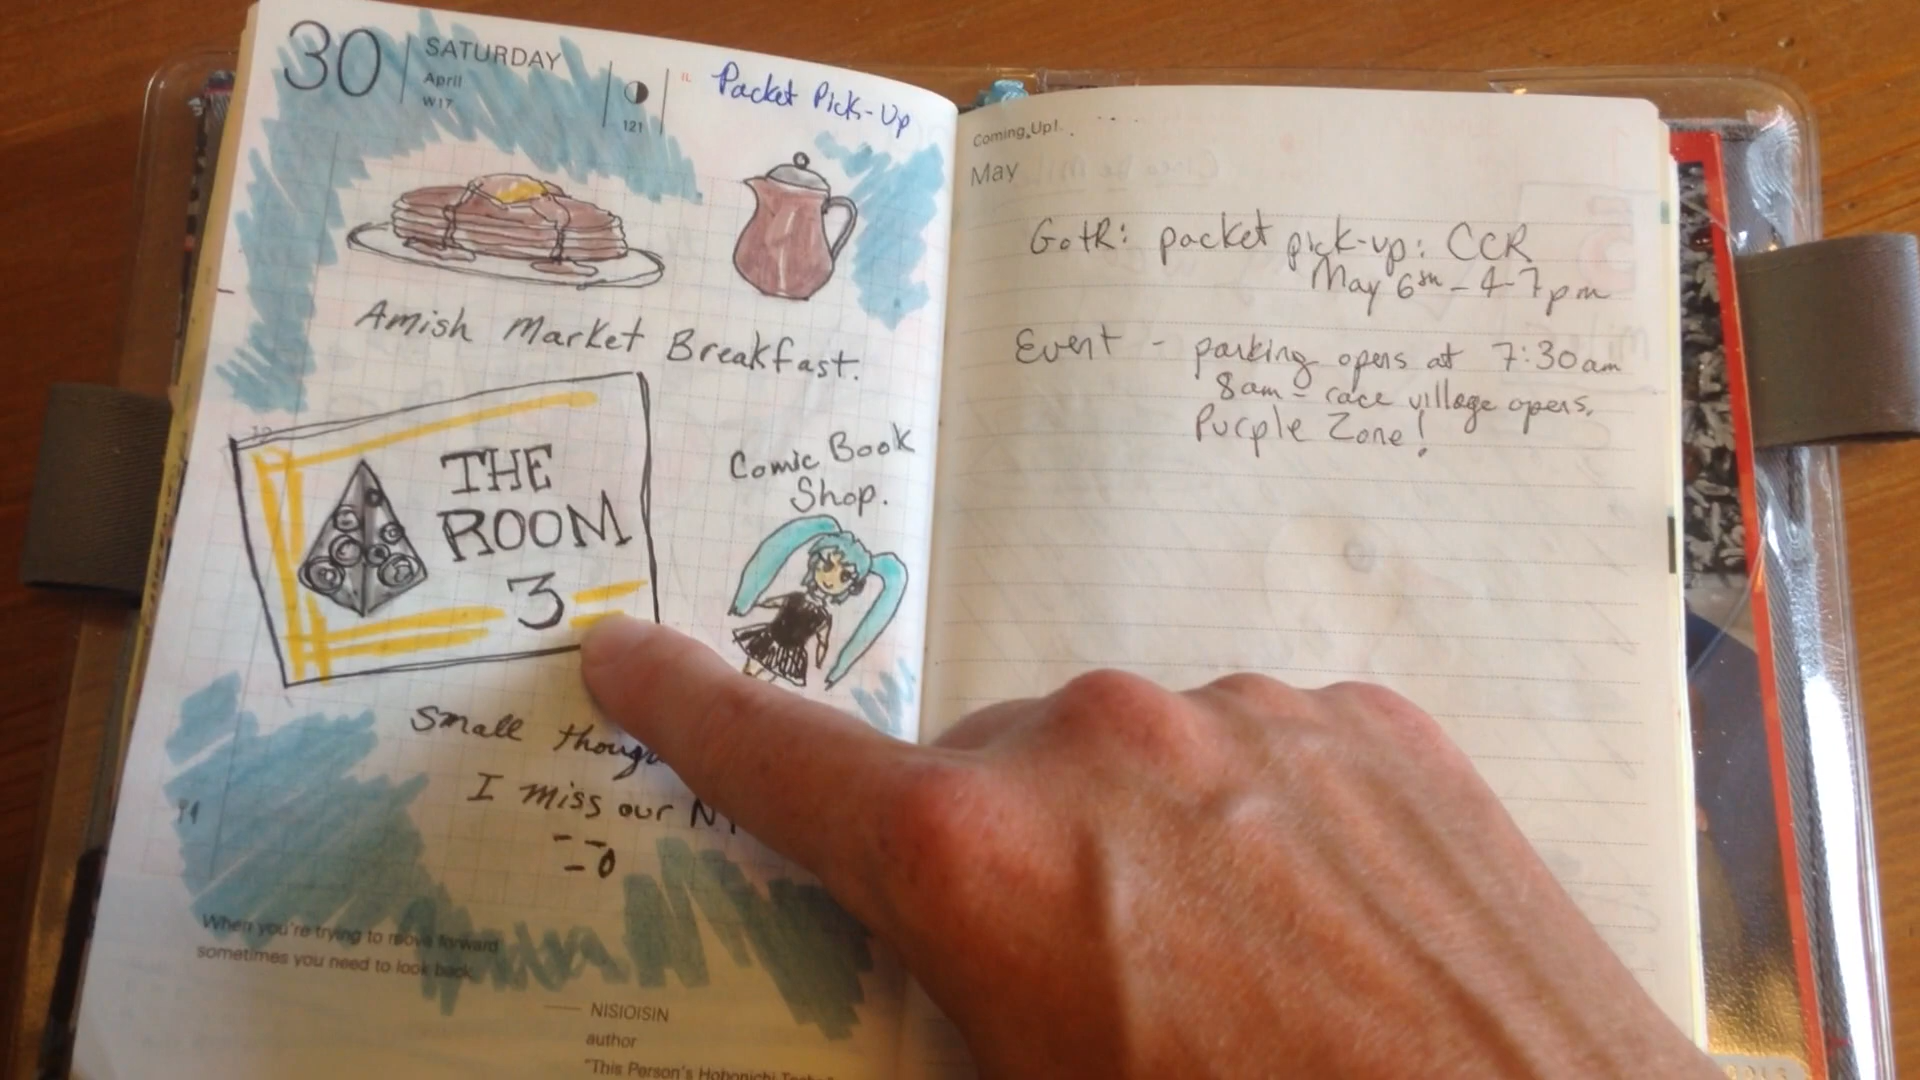 30
SATURDAY
April
W17
121
Packet Pick-Up
Amish Market Breakfast.
THE
ROOM
3
Comic Book
Shop.
Small
I miss our
When you're trying to move forward
sometimes you need to look back.
NISIOISIN
author
"This Person's Hobonichi
Coming Up!
May
GotR: packet pick-up: CCR
May 6th - 4-7pm
Event - parking opens at 7:30am
8am - race village opens.
Purple Zone!